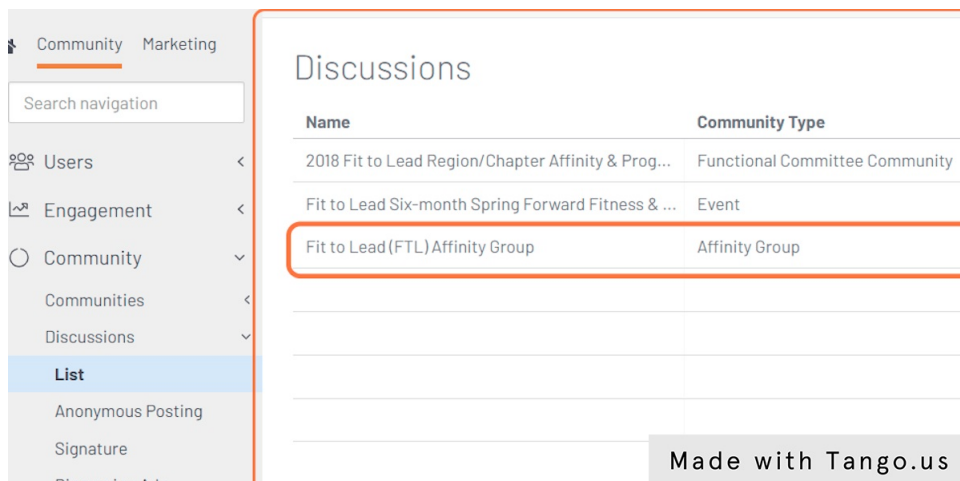 Community Marketing
Search navigation
Users
Engagement
Community
Communities
Discussions
List
Anonymous Posting
Signature
Discussions
Name Community Type
2018 Fit to Lead Region/Chapter Affinity & Prog... Functional Committee Community
Fit to Lead Six-month Spring Forward Fitness & ... Event
Fit to Lead (FTL) Affinity Group Affinity Group
Made with Tango.us